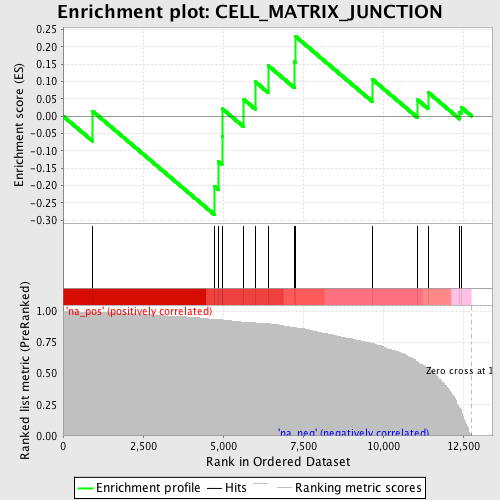 Enrichment plot: CELL_MATRIX_JUNCTION
Enrichment score (ES)
0.25
0.20
0.15
0.10
0.05
0.00
-0.05
-0.10
-0.15
-0.20
-0.25
-0.30
Ranked list metric (PreRanked)
'na_pos' (positively correlated)
1.00
0.75
0.50
0.25
0.00
Zero cross at 1
'na_neg' (negatively correlated)
0
2,500
5,000
7,500
10,000
12,500
Rank in Ordered Dataset
Enrichment profile
Hits
Ranking metric scores